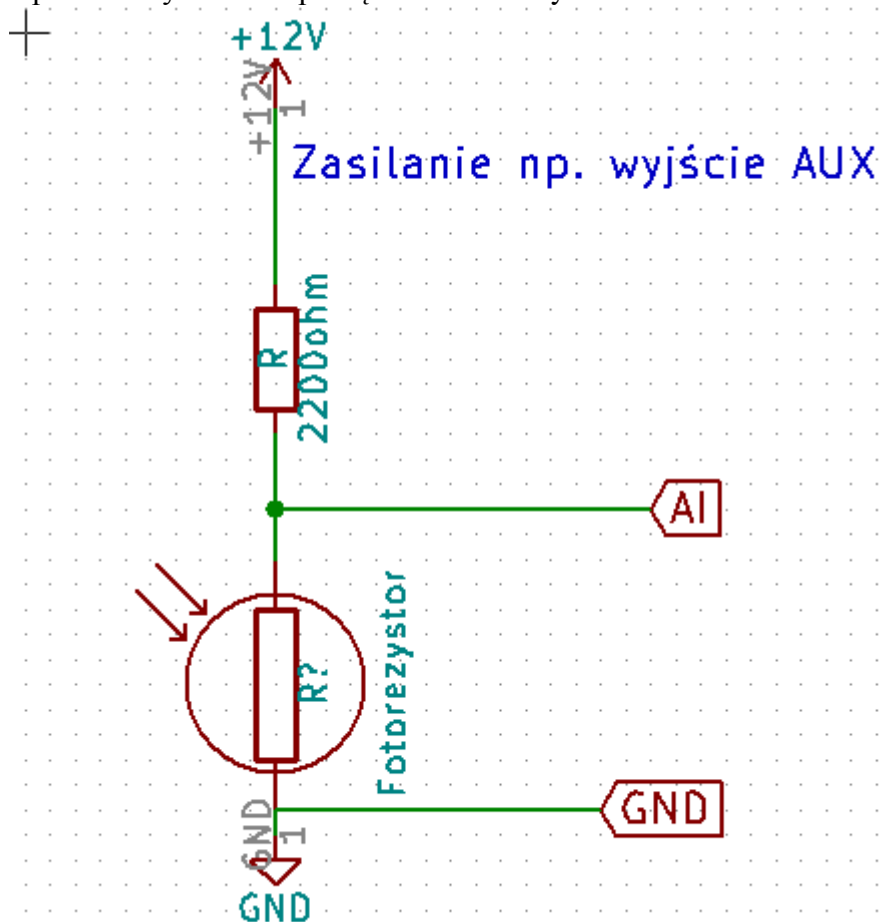 +12V
+12V
1
Zasilanie np. wyjście AUX
R
2200ohm
AI
R?
Fotorezystor
GND
GND
1
GND